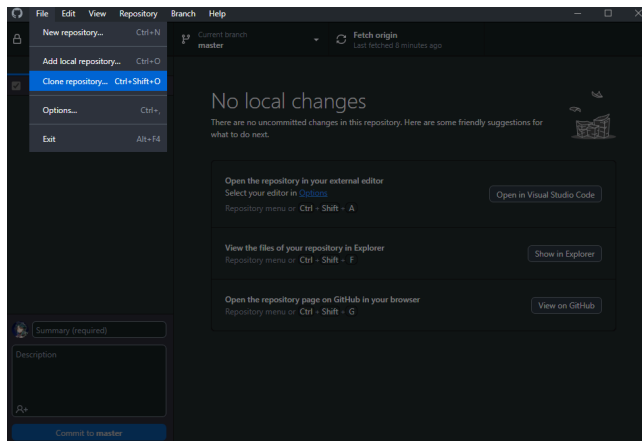 File Edit View Repository Branch Help
New repository... Ctrl+N
Add local repository... Ctrl+O
Clone repository... Ctrl+Shift+O
Options... Ctrl+,
Exit Alt+F4
Current branch
master
Fetch origin
Last fetched 8 minutes ago
No local changes
There are no uncommitted changes in this repository. Here are some friendly suggestions for
what to do next.
Open the repository in your external editor
Select your editor in Options
Repository menu or Ctrl + Shift + A
Open in Visual Studio Code
View the files of your repository in Explorer
Repository menu or Ctrl + Shift + F
Show in Explorer
Open the repository page on GitHub in your browser
Repository menu or Ctrl + Shift + G
View on GitHub
Summary (required)
Description
Commit to master